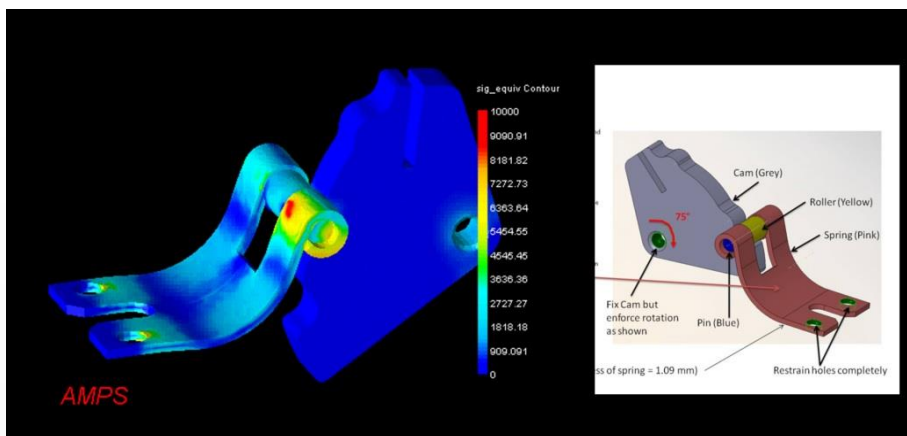 sig_equiv Contour
10000
9090.91
8181.82
7272.73
6363.64
5454.55
4545.45
3636.36
2727.27
1818.18
909.091
0
AMPS
Cam (Grey)
Roller (Yellow)
75°
Spring (Pink)
Fix Cam but
enforce rotation
as shown
Pin (Blue)
ess of spring = 1.09 mm)
Restrain holes completely